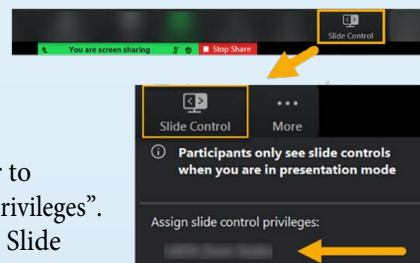 Slide Control
You are screen sharing
Stop Share
Slide Control
More
Participants only see slide controls
when you are in presentation mode
r to
rivileges”.
Slide
Assign slide control privileges: